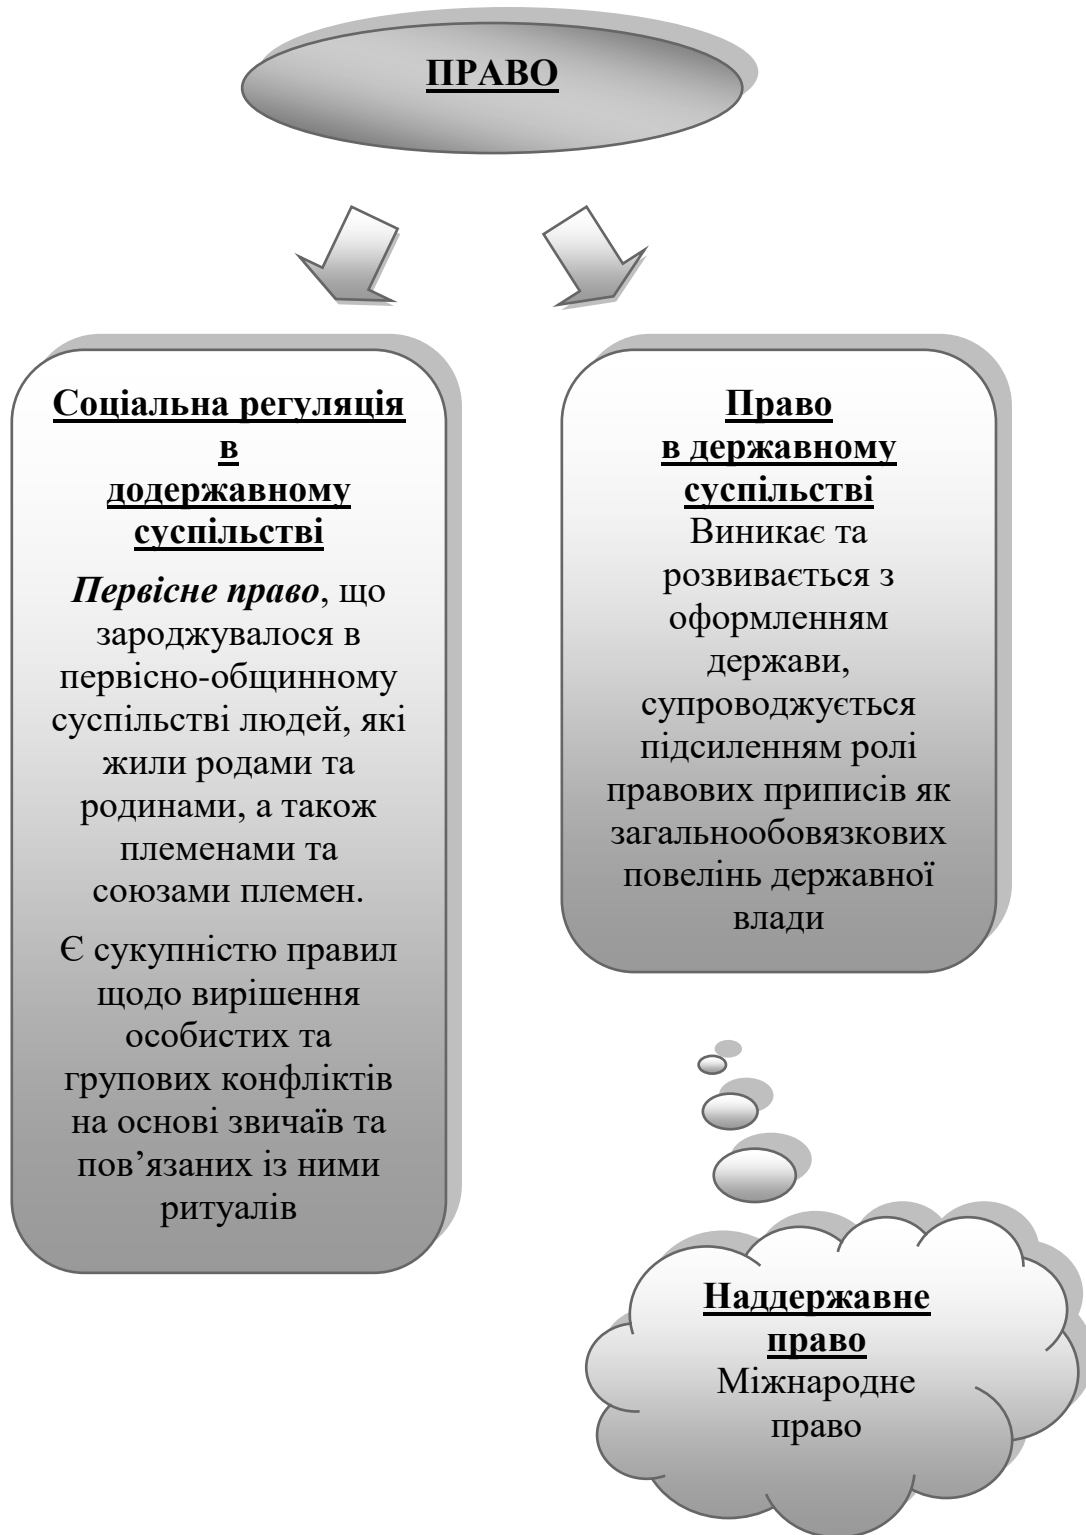 ПРАВО
Соціальна регуляція
в
додержавному
суспільстві
Первісне право, що
зароджувалося в
первісно-общинному
суспільстві людей, які
жили родами та
родинами, а також
племенами та
союзами племен.
Є сукупністю правил
щодо вирішення
особистих та
групових конфліктів
на основі звичаїв та
пов’язаних із ними
ритуалів
Право
в державному
суспільстві
Виникає та
розвивається з
оформленням
держави,
супроводжується
підсиленням ролі
правових приписів як
загальнообовязкових
повелінь державної
влади
Наддержавне
право
Міжнародне
право